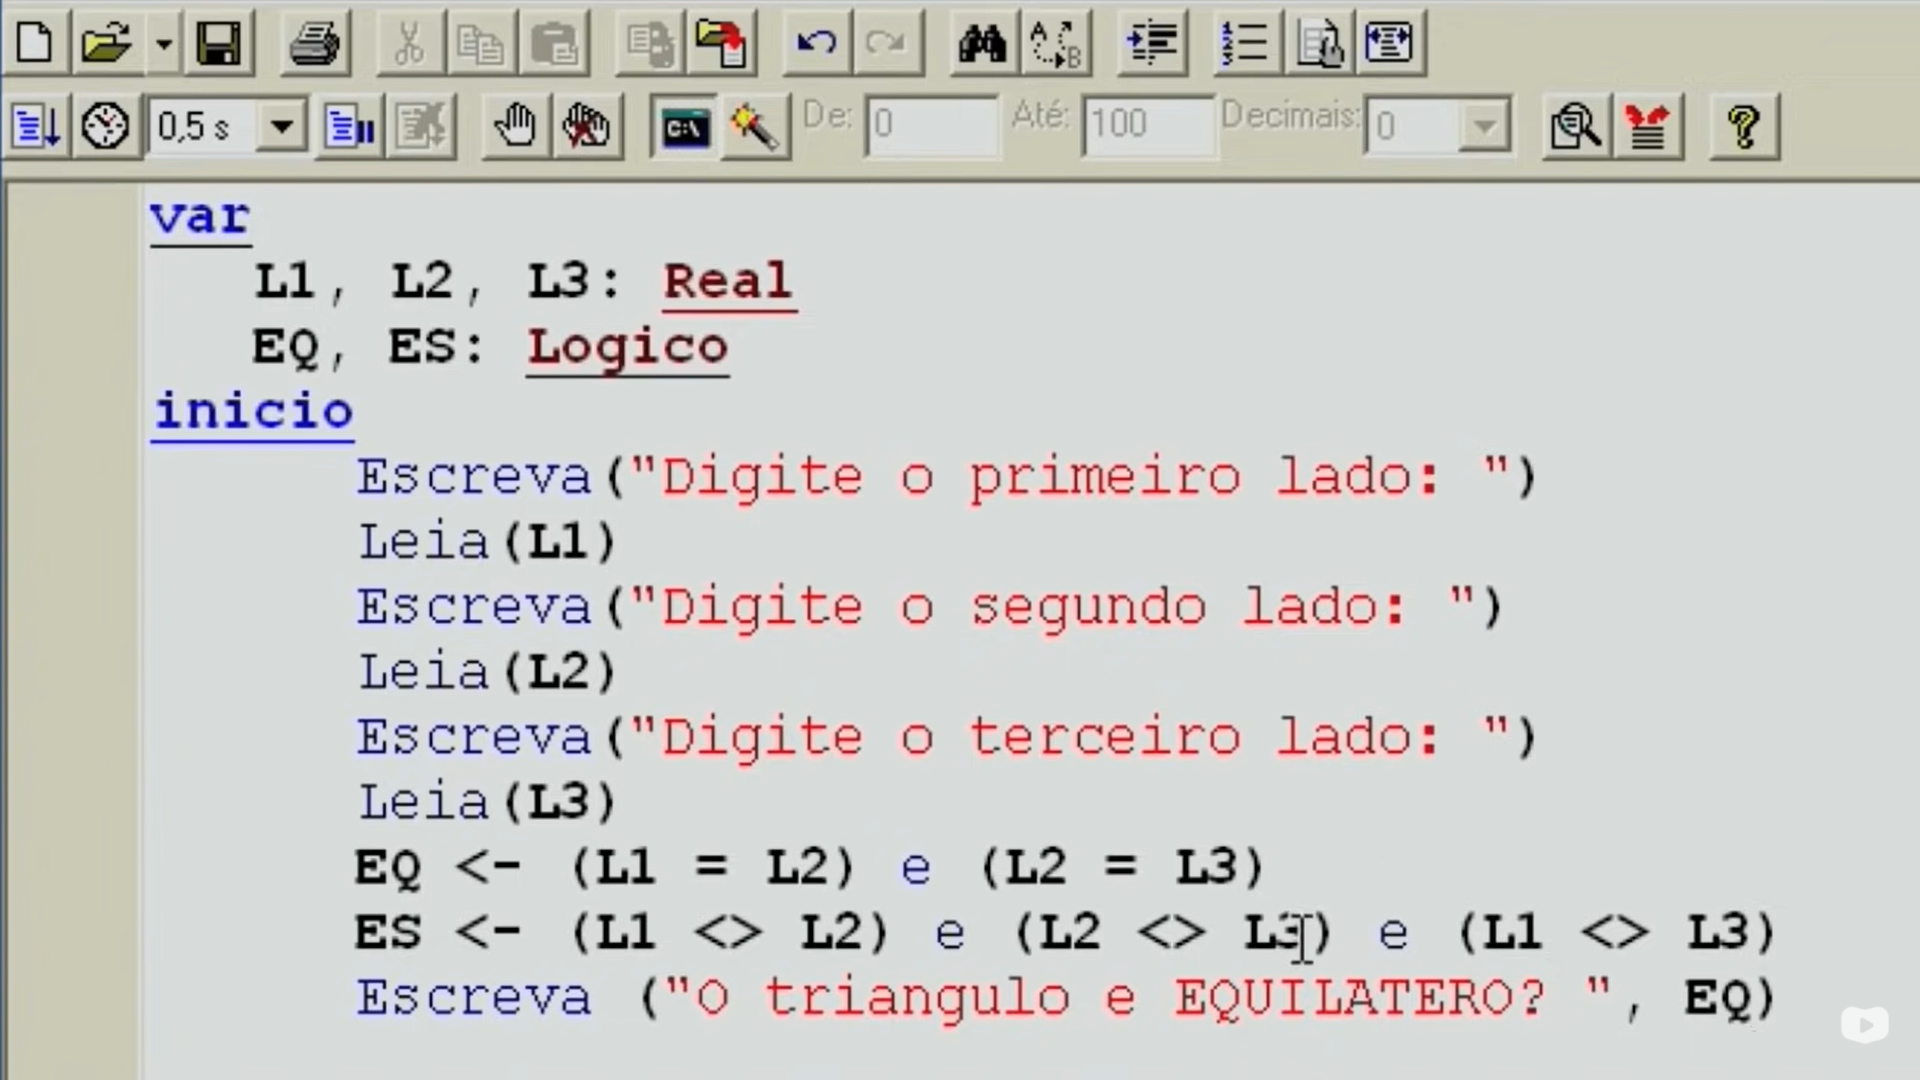 0,5 s De: 0 Até: 100 Decimais: 0
var
L1, L2, L3: Real
EQ, ES: Logico
inicio
Escreva("Digite o primeiro lado: ")
Leia(L1)
Escreva("Digite o segundo lado: ")
Leia(L2)
Escreva("Digite o terceiro lado: ")
Leia(L3)
EQ <- (L1 = L2) e (L2 = L3)
ES <- (L1 <> L2) e (L2 <> L3) e (L1 <> L3)
Escreva ("O triangulo e EQUILATERO? ", EQ)